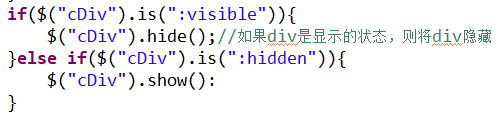 if($("cDiv").is(":visible")){
    $("cDiv").hide();//如果div是显示的状态，则将div隐藏
}else if($("cDiv").is(":hidden")){
    $("cDiv").show():
}